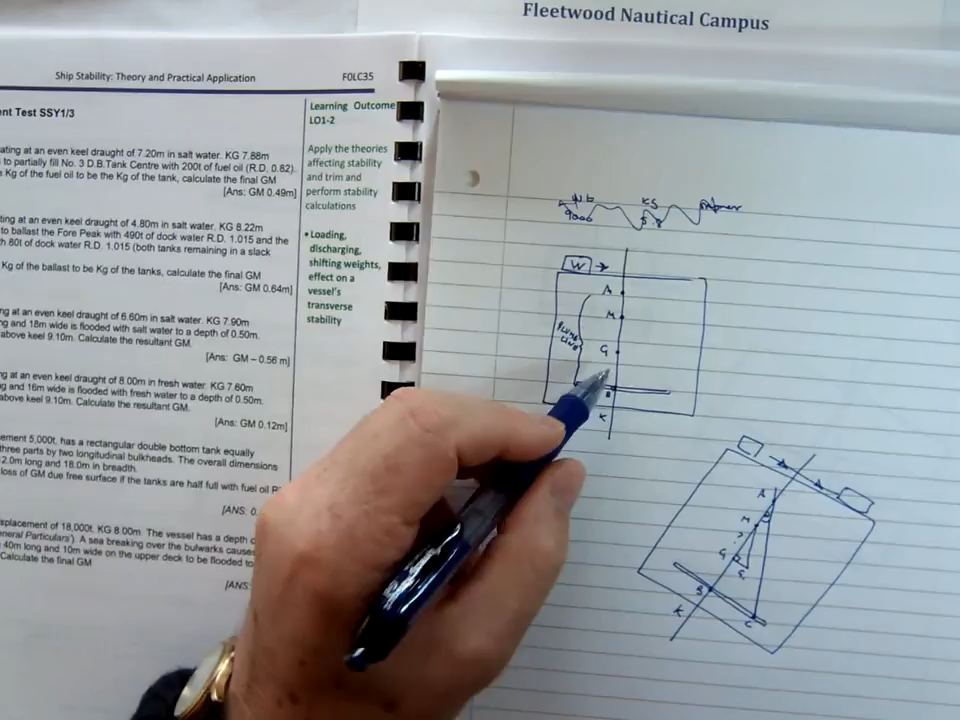 Fleetwood Nautical Campus
Ship Stability: Theory and Practical Application F0LC35
nt Test SSY1/3
ating at an even keel draught of 7.20m in salt water. KG 7.88m
to partially fill No. 3 D.B.Tank Centre with 200t of fuel oil (R.D. 0.82).
Kg of the fuel oil to be the Kg of the tank, calculate the final GM
[Ans: GM 0.49m]
ting at an even keel draught of 4.80m in salt water. KG 8.22m
to ballast the Fore Peak with 490t of dock water R.D. 1.015 and the
h 80t of dock water R.D. 1.015 (both tanks remaining in a slack
Kg of the ballast to be Kg of the tanks, calculate the final GM
[Ans: GM 0.64m]
ng at an even keel draught of 6.60m in salt water. KG 7.90m
ng and 18m wide is flooded with salt water to a depth of 0.50m.
above keel 9.10m. Calculate the resultant GM.
[Ans: GM – 0.56 m]
g at an even keel draught of 8.00m in fresh water. KG 7.60m
ng and 16m wide is flooded with fresh water to a depth of 0.50m.
above keel 9.10m. Calculate the resultant GM.
[Ans: GM 0.12m]
ement 5,000t, has a rectangular double bottom tank equally
three parts by two longitudinal bulkheads. The overall dimensions
2.0m long and 18.0m in breadth.
loss of GM due free surface if the tanks are half full with fuel oil R
[ANS: 0.
splacement of 18,000t, KG 8.00m. The vessel has a depth o
eneral Particulars'). A sea breaking over the bulwarks causes
40m long and 10m wide on the upper deck to be flooded to
Calculate the final GM
[ANS:
Learning Outcome
LO1-2
Apply the theories
affecting stability
and trim and
perform stability
calculations
• Loading,
discharging,
shifting weights,
effect on a
vessel's
transverse
stability
KG
9000 8.8
W
A
M
PLUMB
LINE
G
B
K
A
M
G
G1
B
C
K